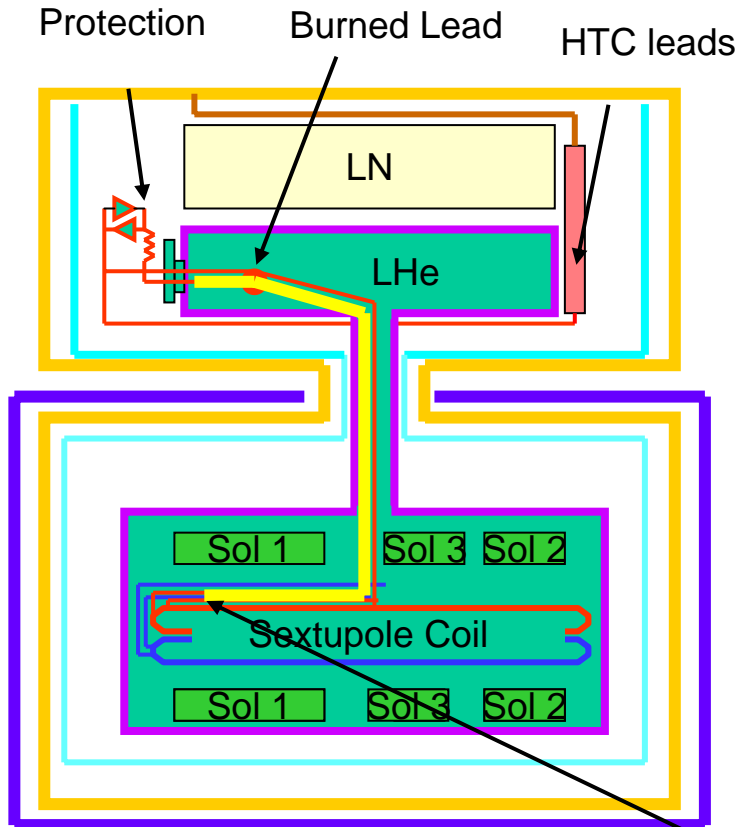 Protection
Burned Lead
HTC leads
LN
LHe
Sol 1
Sol 3
Sol 2
Sextupole Coil
Sol 1
Sol 3
Sol 2